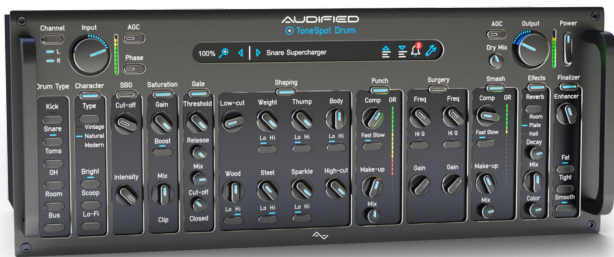 AUDIFIED
ToneSpot Drum
Channel
L
R
Input
AGC
Phase
100%
Snare Supercharger
AGC
Dry Mix
Output
Power
Drum Type
Kick
Snare
Toms
OH
Room
Bus
Character
Type
Vintage
Natural
Modern
Bright
Scoop
Lo-Fi
SBG
Cut-off
Intensity
Saturation
Gain
Boost
Mix
Clip
Gate
Threshold
Release
Mix
Cut-off
Closed
Shaping
Low-cut
Weight
Thump
Body
Lo Hi
Lo Hi
Lo Hi
Wood
Steel
Sparkle
High-cut
Lo Hi
Lo Hi
Lo Hi
Punch
Comp
GR
Fast Slow
Make-up
Mix
Surgery
Freq
Freq
Hi Q
Hi Q
Gain
Gain
Smash
Comp
GR
Fast Slow
Make-up
Mix
Effects
Reverb
Room
Plate
Hall
Decay
Mix
Color
Finalizer
Enhancer
Fat
Tight
Smooth